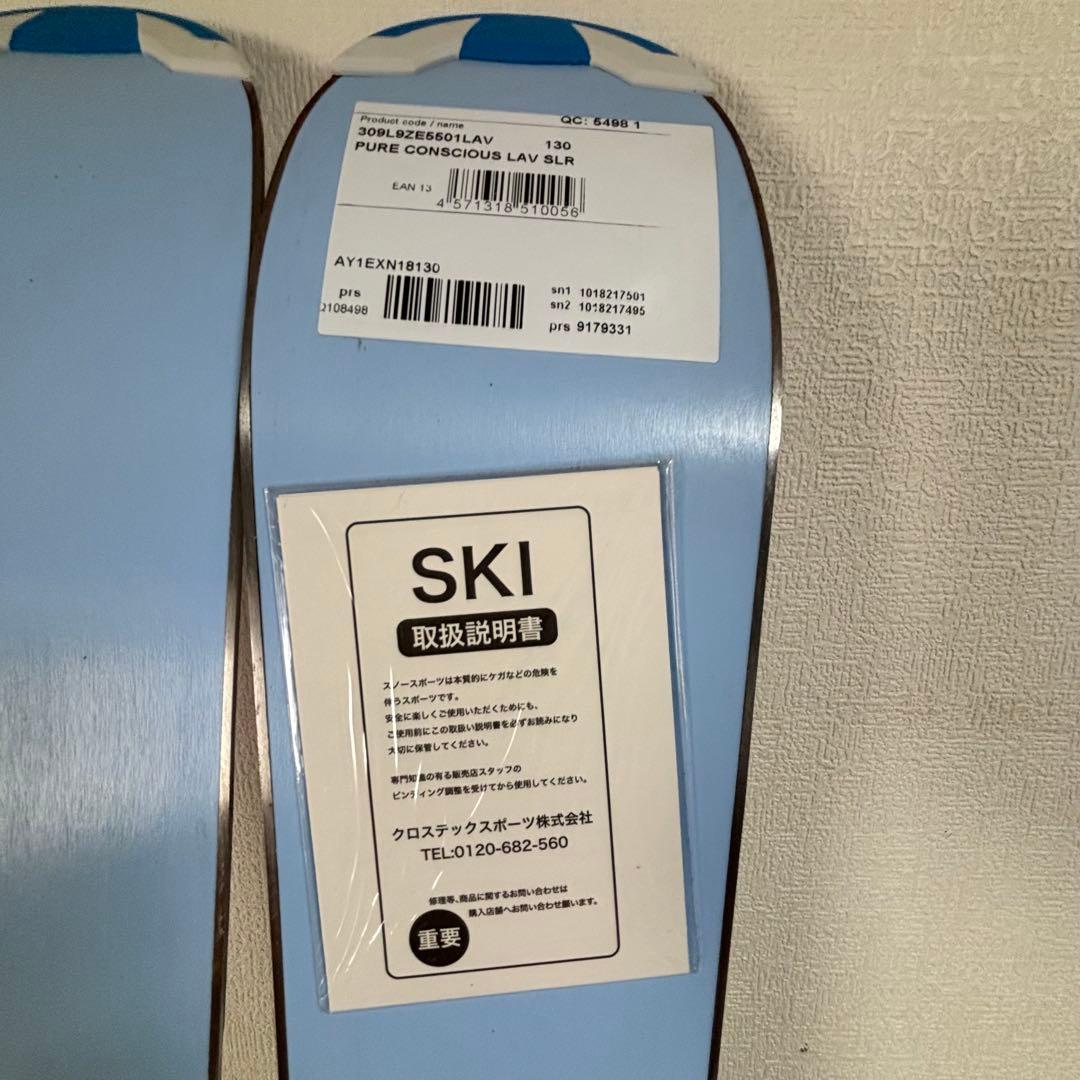 Product code / name QC: 5498 1
309L9ZE5501LAV 130
PURE CONSCIOUS LAV SLR
EAN 13
4 571318 510056
AY1EXN18130
prs
sn1 1018217501
sn2 1018217495
prs 9179331
SKI
取扱説明書
スノースポーツは本質的にケガなどの危険を
伴うスポーツです。
安全に楽しくご使用いただくためにも、
ご使用前にこの取扱い説明書を必ずお読みになり
大切に保管してください。
専門知識の有る販売店スタッフの
ビンディング調整を受けてから使用してください。
クロステックスポーツ株式会社
TEL:0120-682-560
修理等、商品に関するお問い合わせは
購入店舗へお問い合わせ願います。
重要